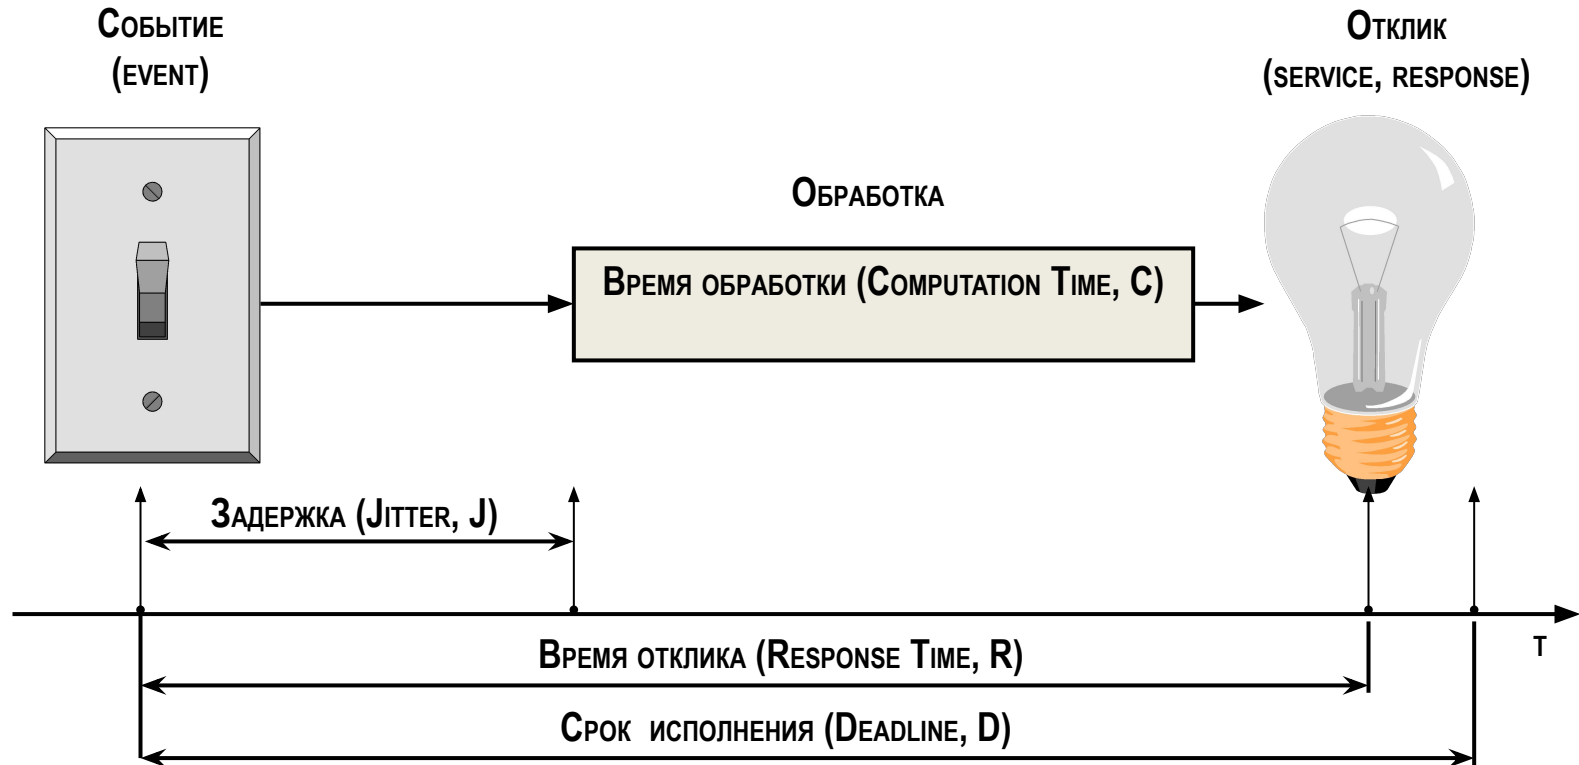 Событие
(event)
Отклик
(service, response)
Обработка
Время обработки (Computation Time, C)
Задержка (Jitter, J)
Время отклика (Response Time, R)
т
Срок исполнения (Deadline, D)